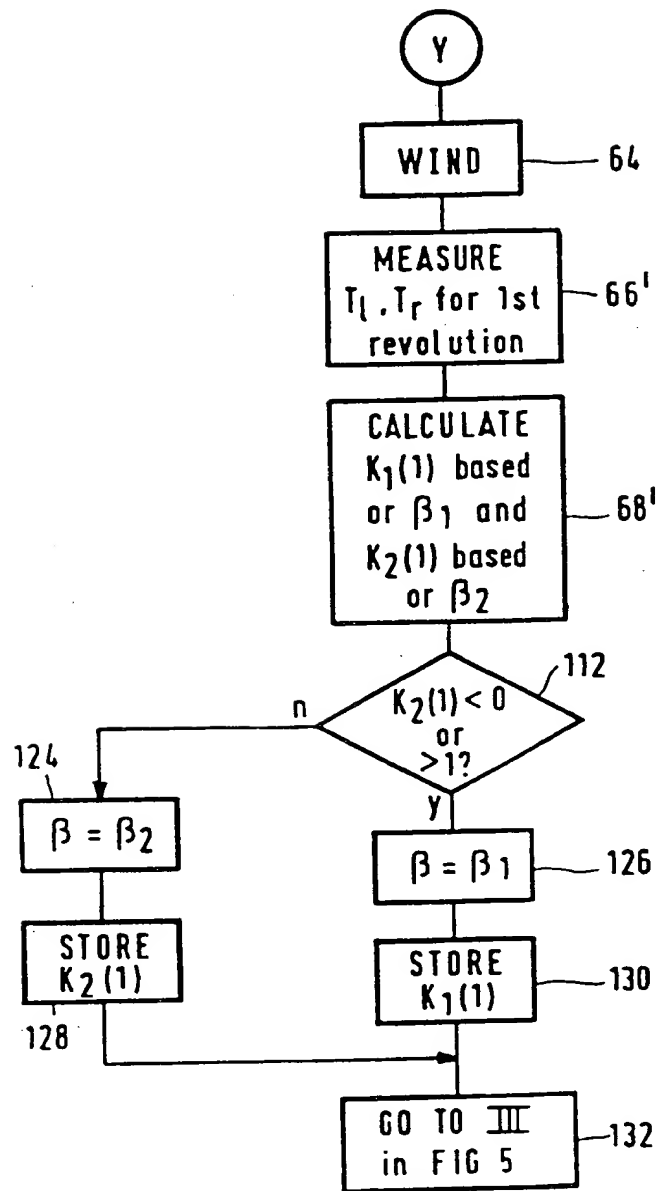 Y
WIND
64
MEASURE
T_l, T_r for 1st
revolution
66'
CALCULATE
K₁(1) based
or β₁ and
K₂(1) based
or β₂
68'
K₂(1) < 0
or
> 1?
112
n
y
124
β = β₂
β = β₁
126
STORE
K₂(1)
128
STORE
K₁(1)
130
GO TO III
in FIG 5
132